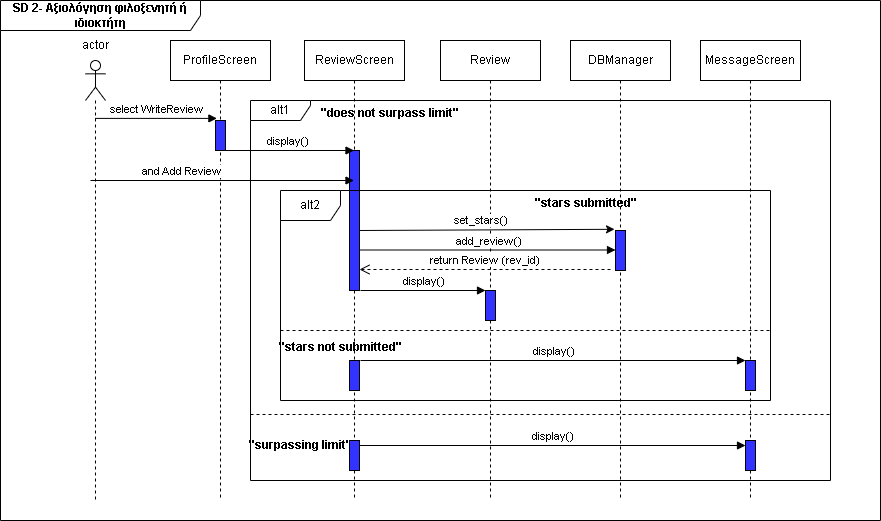 SD 2- Αξιολόγηση φιλοξενητή ή
ιδιοκτήτη
actor
ProfileScreen
ReviewScreen
Review
DBManager
MessageScreen
alt1
"does not surpass limit"
select WriteReview
display()
and Add Review
alt2
"stars submitted"
set_stars()
add_review()
return Review (rev_id)
display()
"stars not submitted"
display()
"surpassing limit"
display()